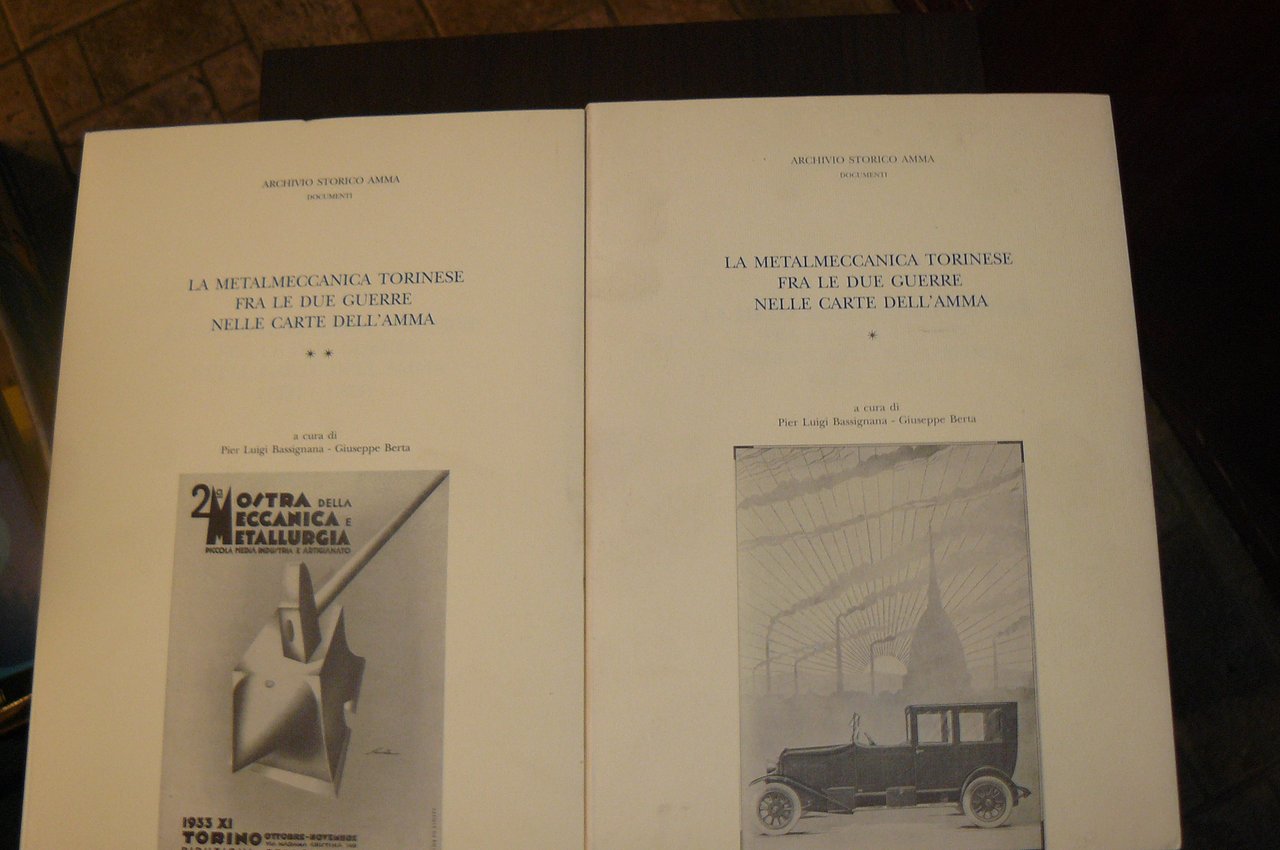 ARCHIVIO STORICO AMMA
DOCUMENTI
LA METALMECCANICA TORINESE
FRA LE DUE GUERRE
NELLE CARTE DELL'AMMA
* *
a cura di
Pier Luigi Bassignana - Giuseppe Berta
2a MOSTRA DELLA
MECCANICA E
METALLURGIA
PICCOLA MEDIA INDUSTRIA E ARTIGIANATO
1933 XI
TORINO OTTOBRE-NOVEMBRE
ARCHIVIO STORICO AMMA
DOCUMENTI
LA METALMECCANICA TORINESE
FRA LE DUE GUERRE
NELLE CARTE DELL'AMMA
*
a cura di
Pier Luigi Bassignana - Giuseppe Berta